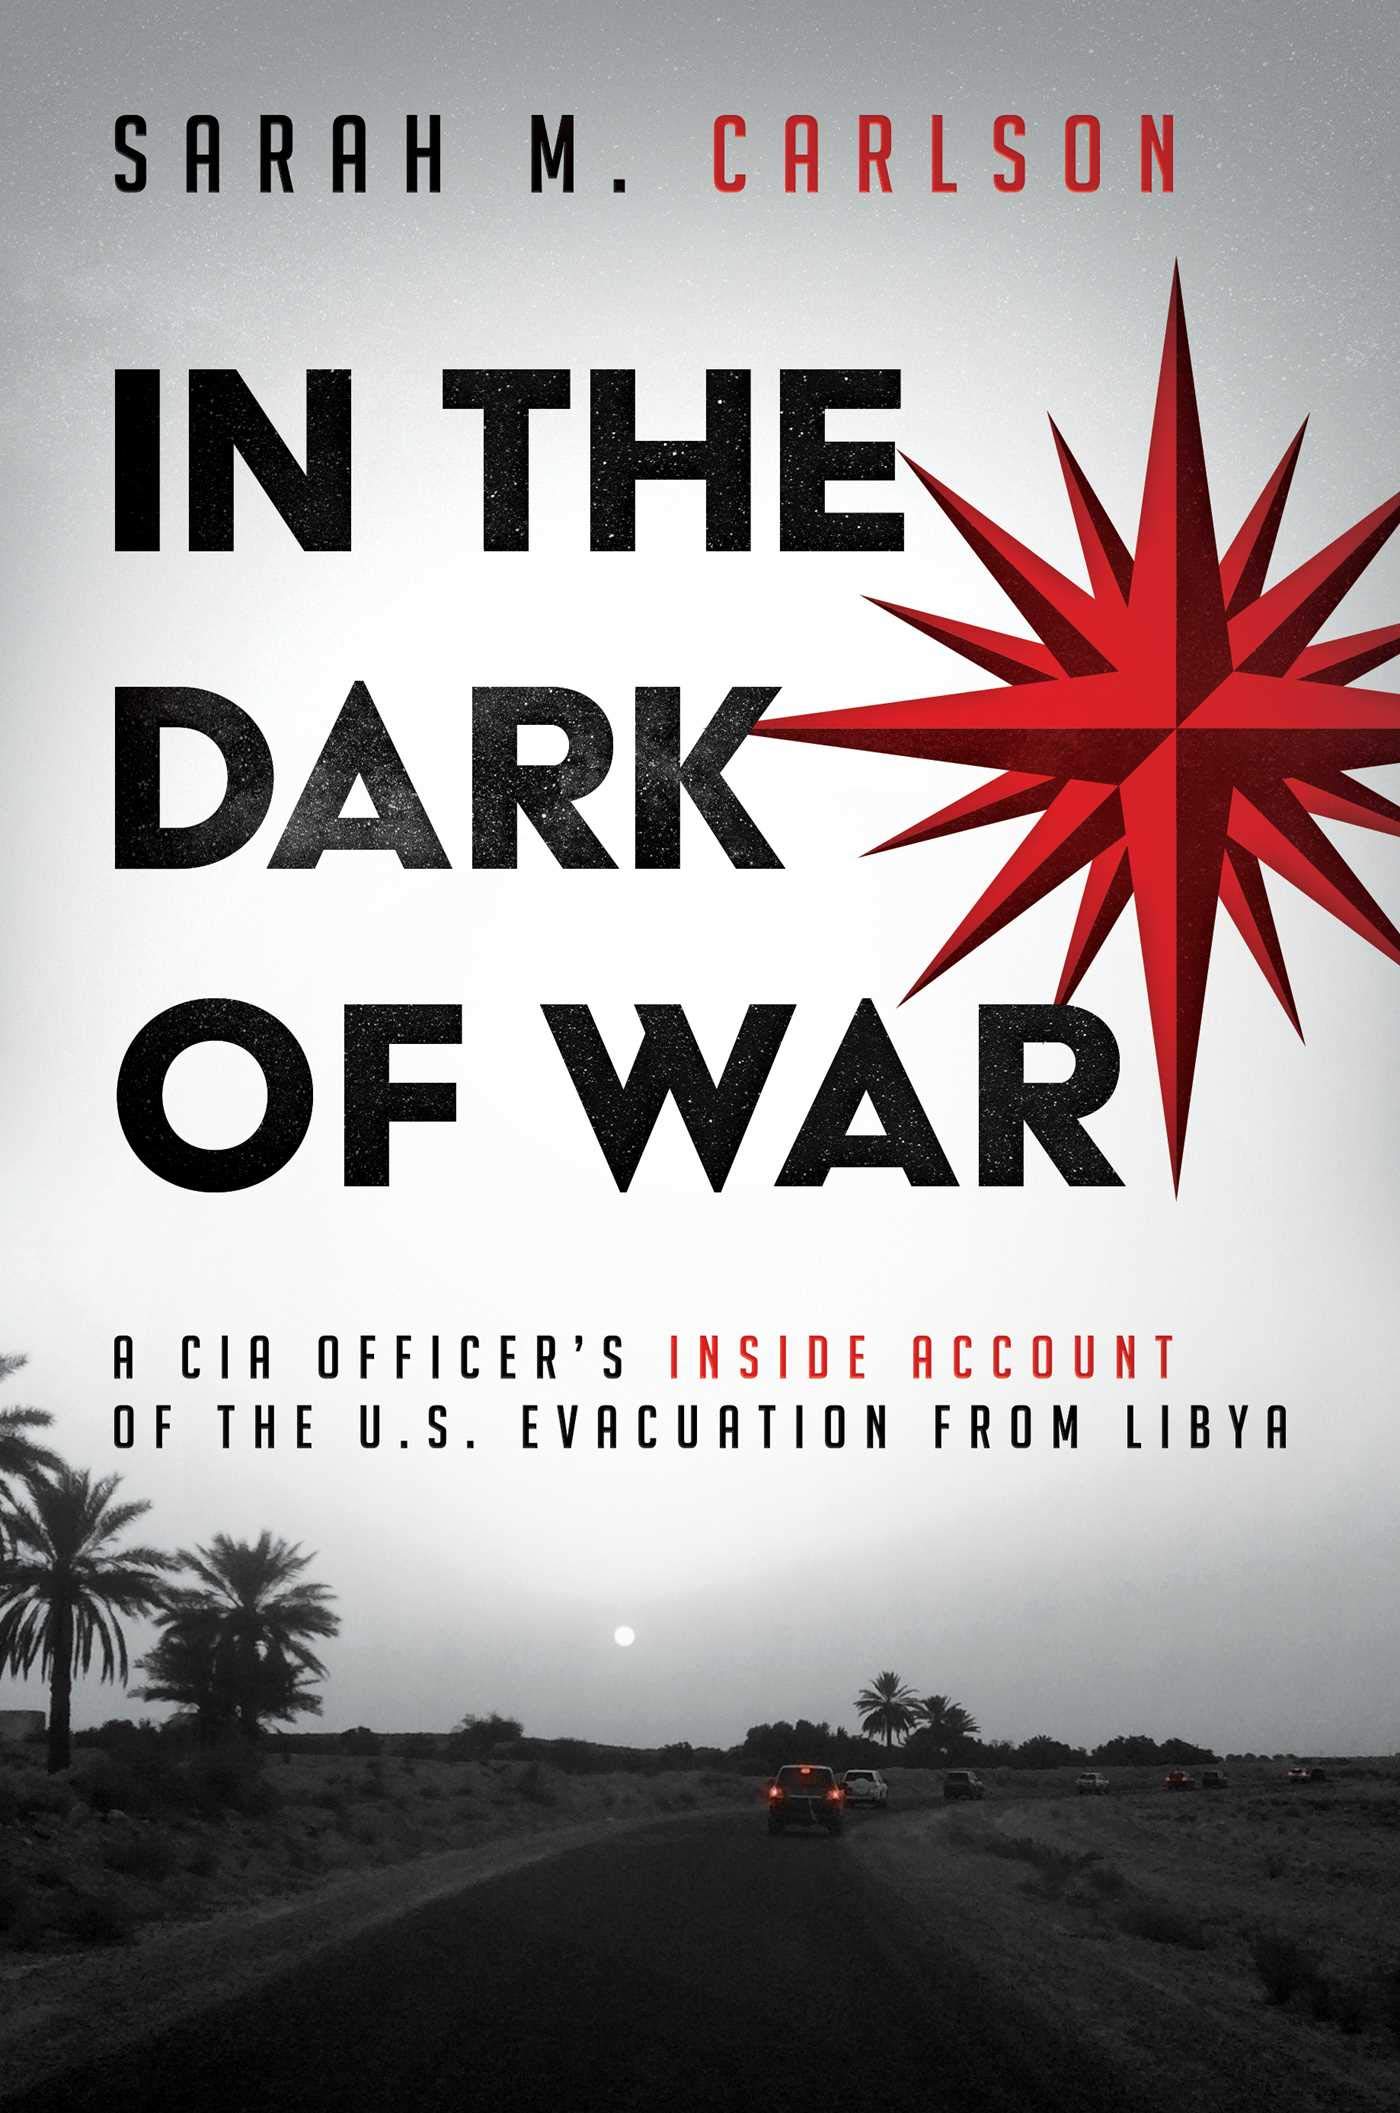 SARAH M. CARLSON
IN THE
DARK
OF WAR
A CIA OFFICER'S INSIDE ACCOUNT
OF THE U.S. EVACUATION FROM LIBYA